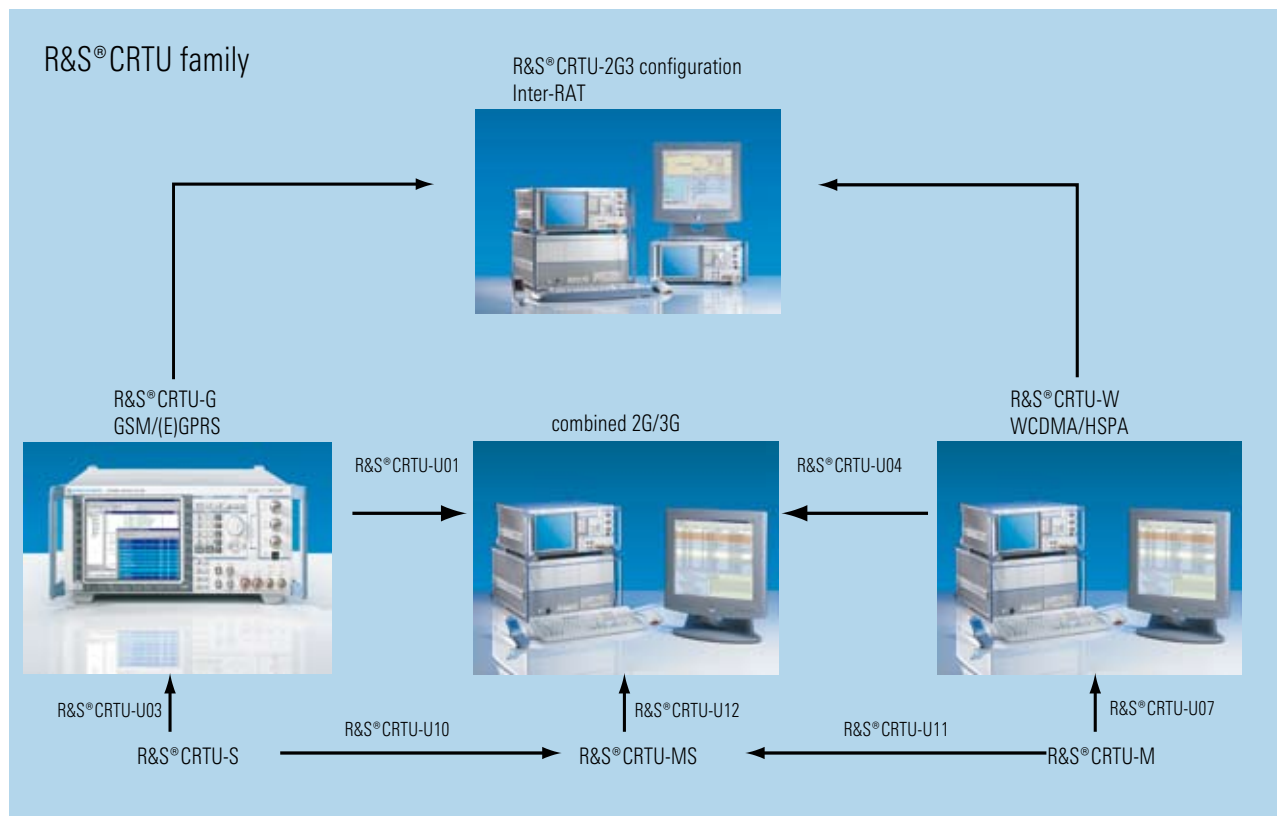 R&S®CRTU family
R&S®CRTU-2G3 configuration
Inter-RAT
R&S®CRTU-G
GSM/(E)GPRS
combined 2G/3G
R&S®CRTU-W
WCDMA/HSPA
R&S®CRTU-U01
R&S®CRTU-U04
R&S®CRTU-U03
R&S®CRTU-U10
R&S®CRTU-U12
R&S®CRTU-U11
R&S®CRTU-U07
R&S®CRTU-S
R&S®CRTU-MS
R&S®CRTU-M